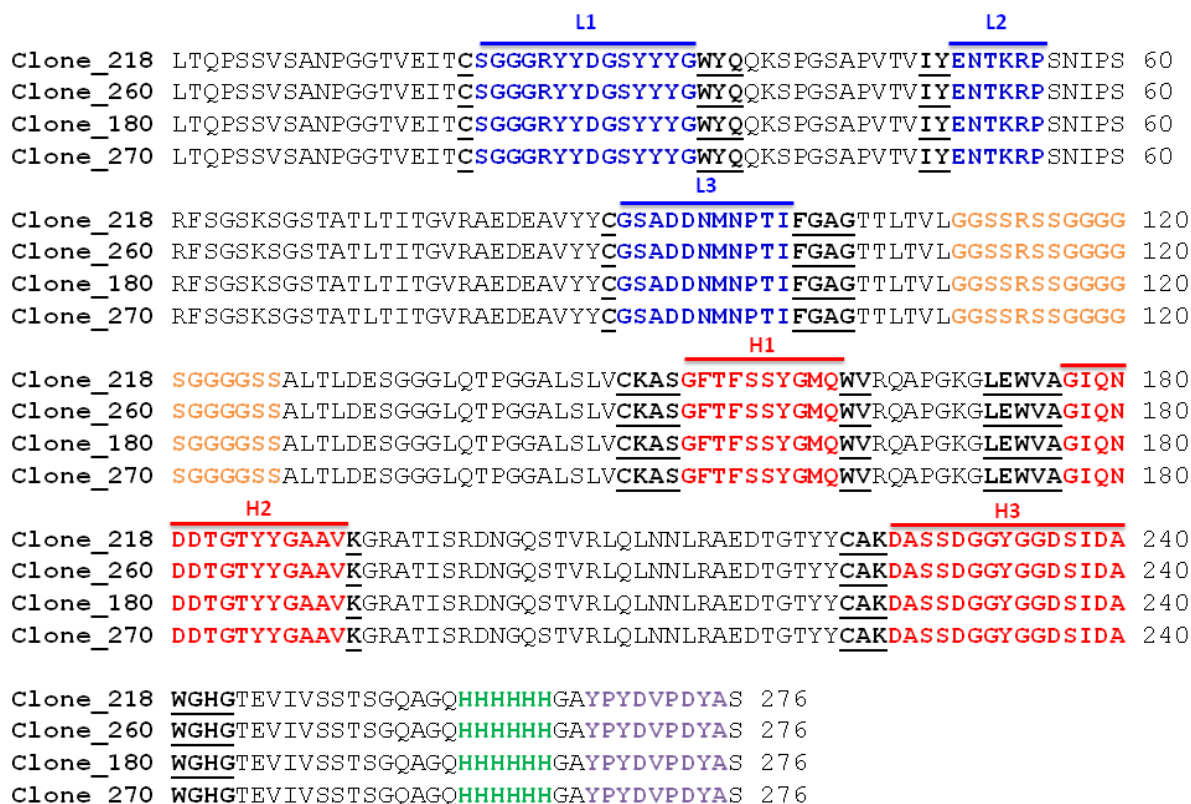 L1 L2
Clone_218 LTQPSSVSANPGGTVEITCSGGGRYYDGSYYYGWYQQKSPGSAPVTVIYENTKRPSNIPS 60
Clone_260 LTQPSSVSANPGGTVEITCSGGGRYYDGSYYYGWYQQKSPGSAPVTVIYENTKRPSNIPS 60
Clone_180 LTQPSSVSANPGGTVEITCSGGGRYYDGSYYYGWYQQKSPGSAPVTVIYENTKRPSNIPS 60
Clone_270 LTQPSSVSANPGGTVEITCSGGGRYYDGSYYYGWYQQKSPGSAPVTVIYENTKRPSNIPS 60
L3
Clone_218 RFSGSKSGSTATLTITGVRAEDEAVYYCGSADDNMNPTIFGAGTTLTVLGGSSRSSGGGG 120
Clone_260 RFSGSKSGSTATLTITGVRAEDEAVYYCGSADDNMNPTIFGAGTTLTVLGGSSRSSGGGG 120
Clone_180 RFSGSKSGSTATLTITGVRAEDEAVYYCGSADDNMNPTIFGAGTTLTVLGGSSRSSGGGG 120
Clone_270 RFSGSKSGSTATLTITGVRAEDEAVYYCGSADDNMNPTIFGAGTTLTVLGGSSRSSGGGG 120
H1
Clone_218 SGGGGSSALTLDESGGGLQTPGGALSLVCKASGFTFSSYGMQWVRQAPGKGLEWVAGIQN 180
Clone_260 SGGGGSSALTLDESGGGLQTPGGALSLVCKASGFTFSSYGMQWVRQAPGKGLEWVAGIQN 180
Clone_180 SGGGGSSALTLDESGGGLQTPGGALSLVCKASGFTFSSYGMQWVRQAPGKGLEWVAGIQN 180
Clone_270 SGGGGSSALTLDESGGGLQTPGGALSLVCKASGFTFSSYGMQWVRQAPGKGLEWVAGIQN 180
H2 H3
Clone_218 DDTGTYYGAAVKGRATISRDNGQSTVRLQLNNLRAEDTGTYYCAKDASSDGGYGGDSIDA 240
Clone_260 DDTGTYYGAAVKGRATISRDNGQSTVRLQLNNLRAEDTGTYYCAKDASSDGGYGGDSIDA 240
Clone_180 DDTGTYYGAAVKGRATISRDNGQSTVRLQLNNLRAEDTGTYYCAKDASSDGGYGGDSIDA 240
Clone_270 DDTGTYYGAAVKGRATISRDNGQSTVRLQLNNLRAEDTGTYYCAKDASSDGGYGGDSIDA 240
Clone_218 WGHGTEVIVSSTSGQAGQHHHHHHGAYPYDVPDYAS 276
Clone_260 WGHGTEVIVSSTSGQAGQHHHHHHGAYPYDVPDYAS 276
Clone_180 WGHGTEVIVSSTSGQAGQHHHHHHGAYPYDVPDYAS 276
Clone_270 WGHGTEVIVSSTSGQAGQHHHHHHGAYPYDVPDYAS 276